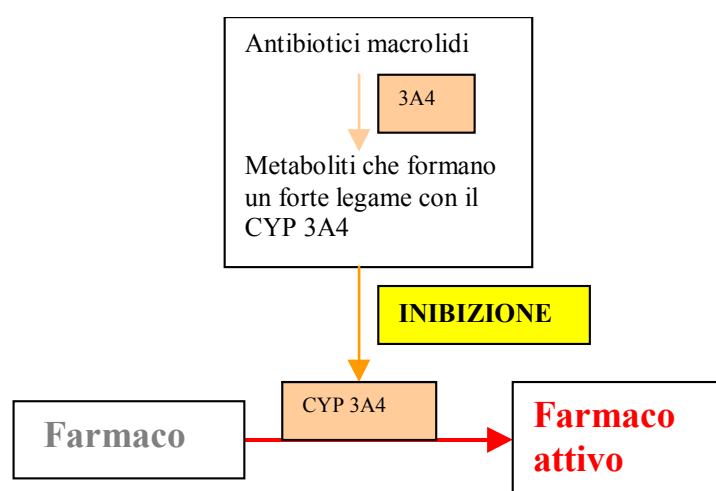 Antibiotici macrolidi
3A4
Metaboliti che formano
un forte legame con il
CYP 3A4
INIBIZIONE
CYP 3A4
Farmaco
Farmaco
attivo